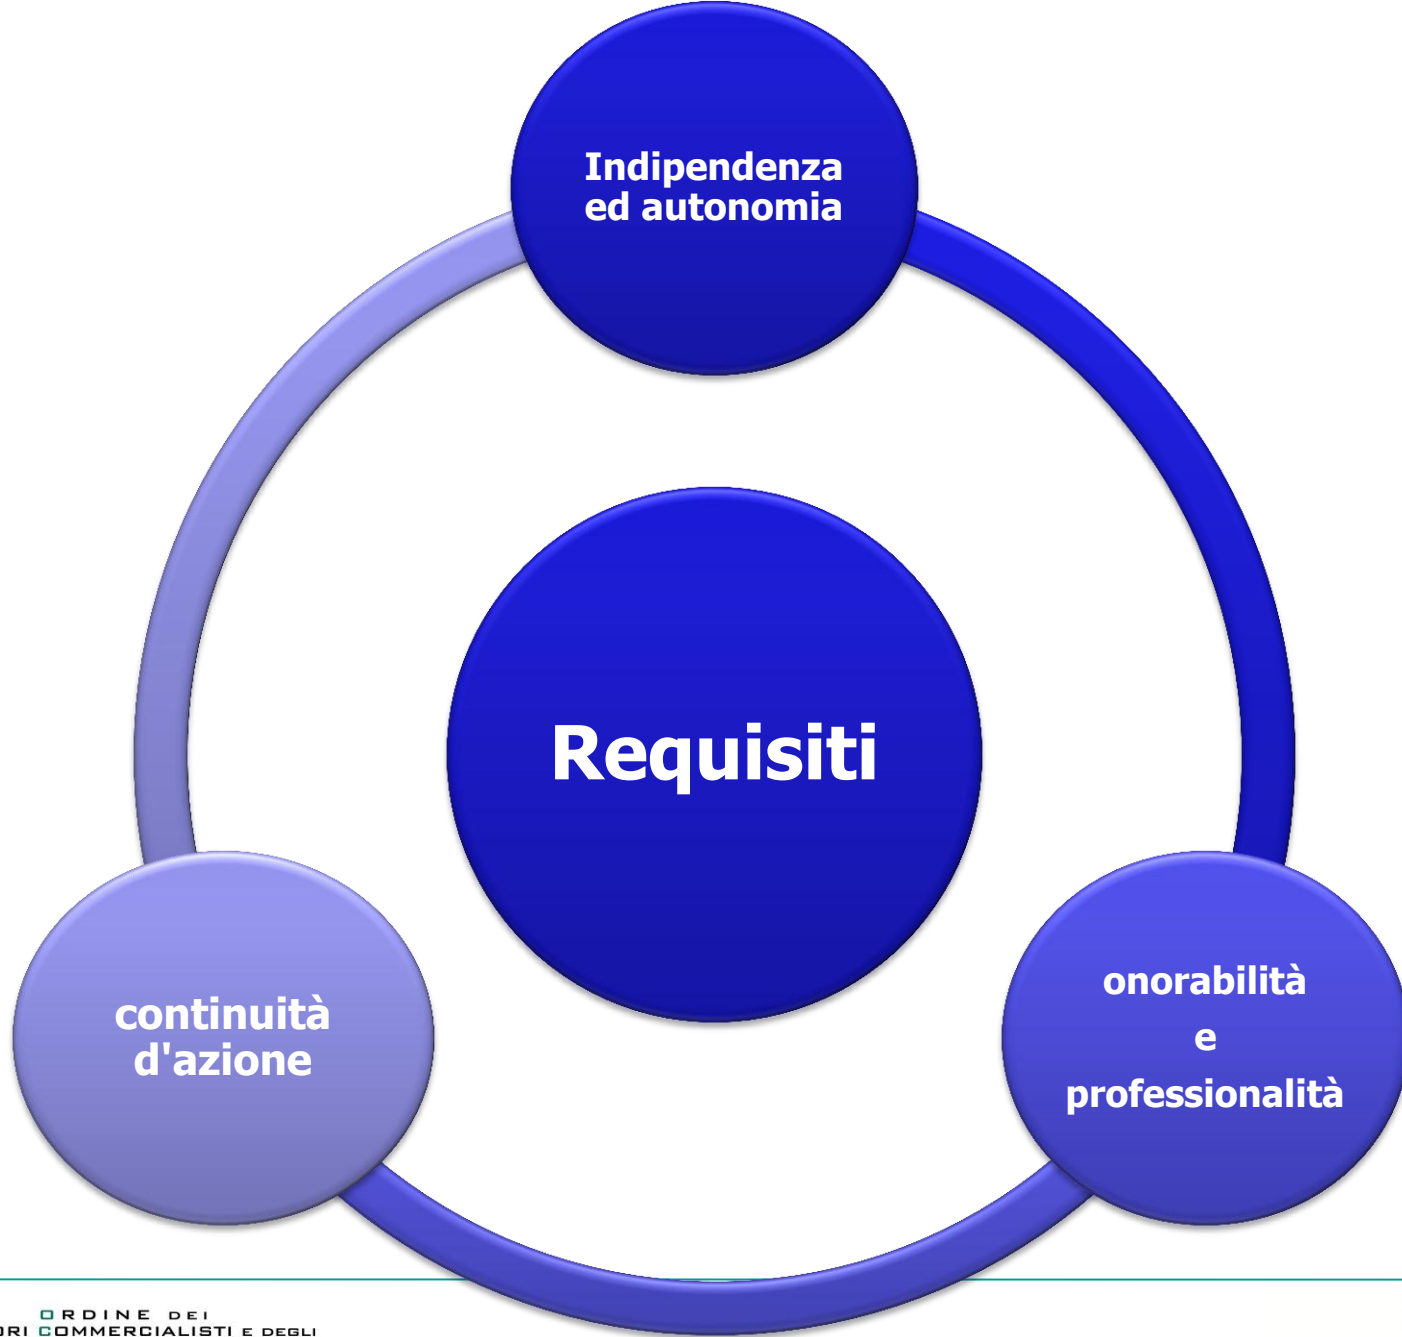 Indipendenza
ed autonomia
Requisiti
continuità
d'azione
onorabilità
e
professionalità
ORDINE DEI
COMMERCIALISTI E DEGLI